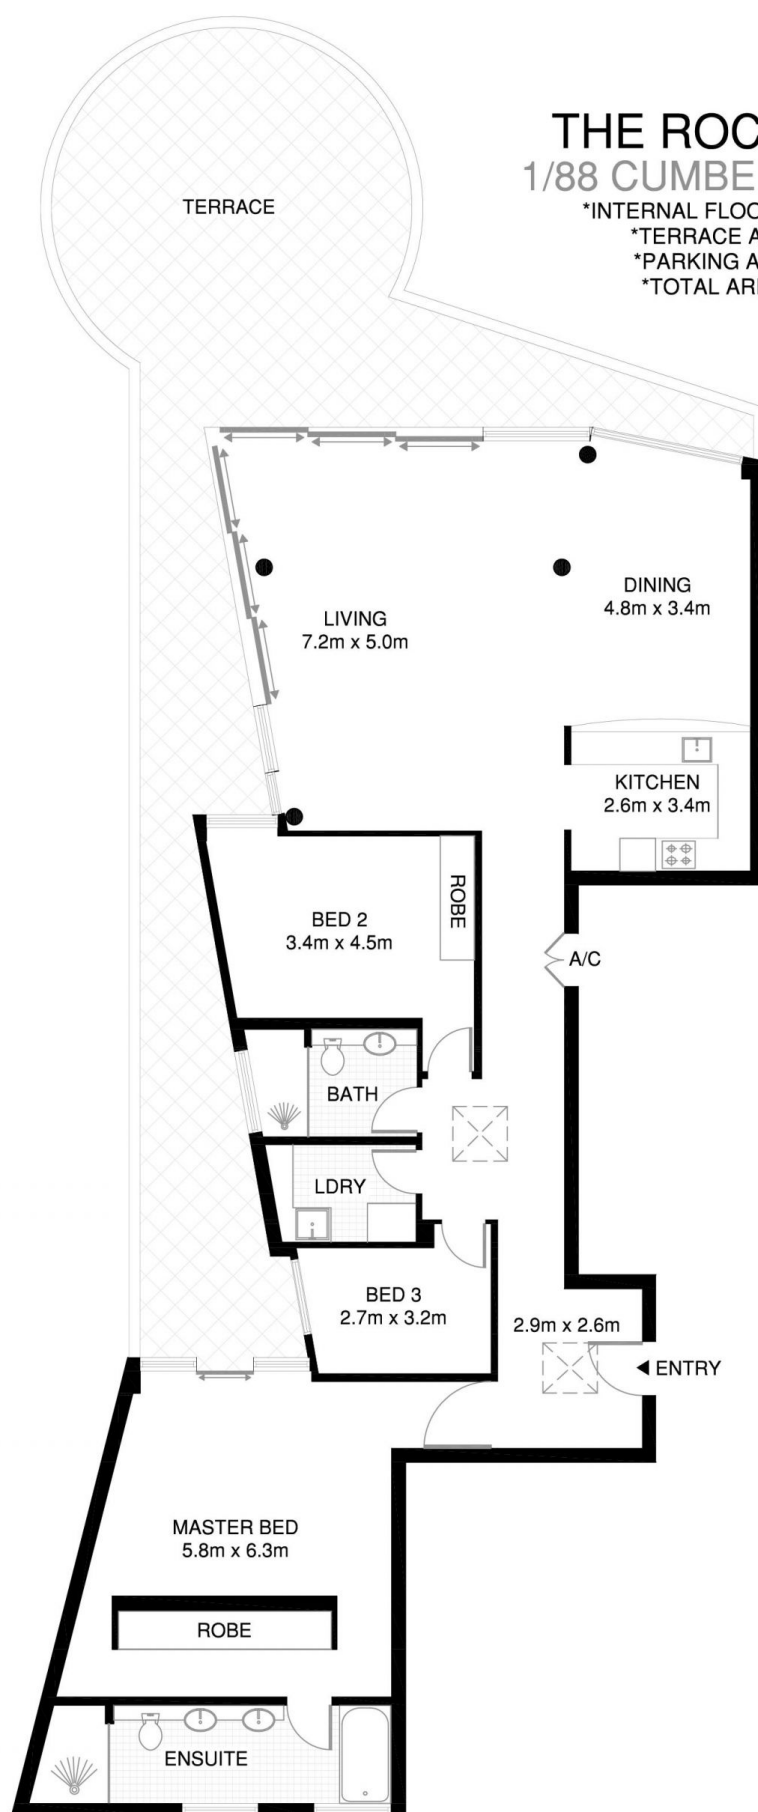 THE ROC
1/88 CUMBE
*INTERNAL FLOO
*TERRACE A
*PARKING A
*TOTAL ARE
TERRACE
LIVING
7.2m x 5.0m
DINING
4.8m x 3.4m
KITCHEN
2.6m x 3.4m
BED 2
3.4m x 4.5m
ROBE
A/C
BATH
LDRY
BED 3
2.7m x 3.2m
2.9m x 2.6m
ENTRY
MASTER BED
5.8m x 6.3m
ROBE
ENSUITE